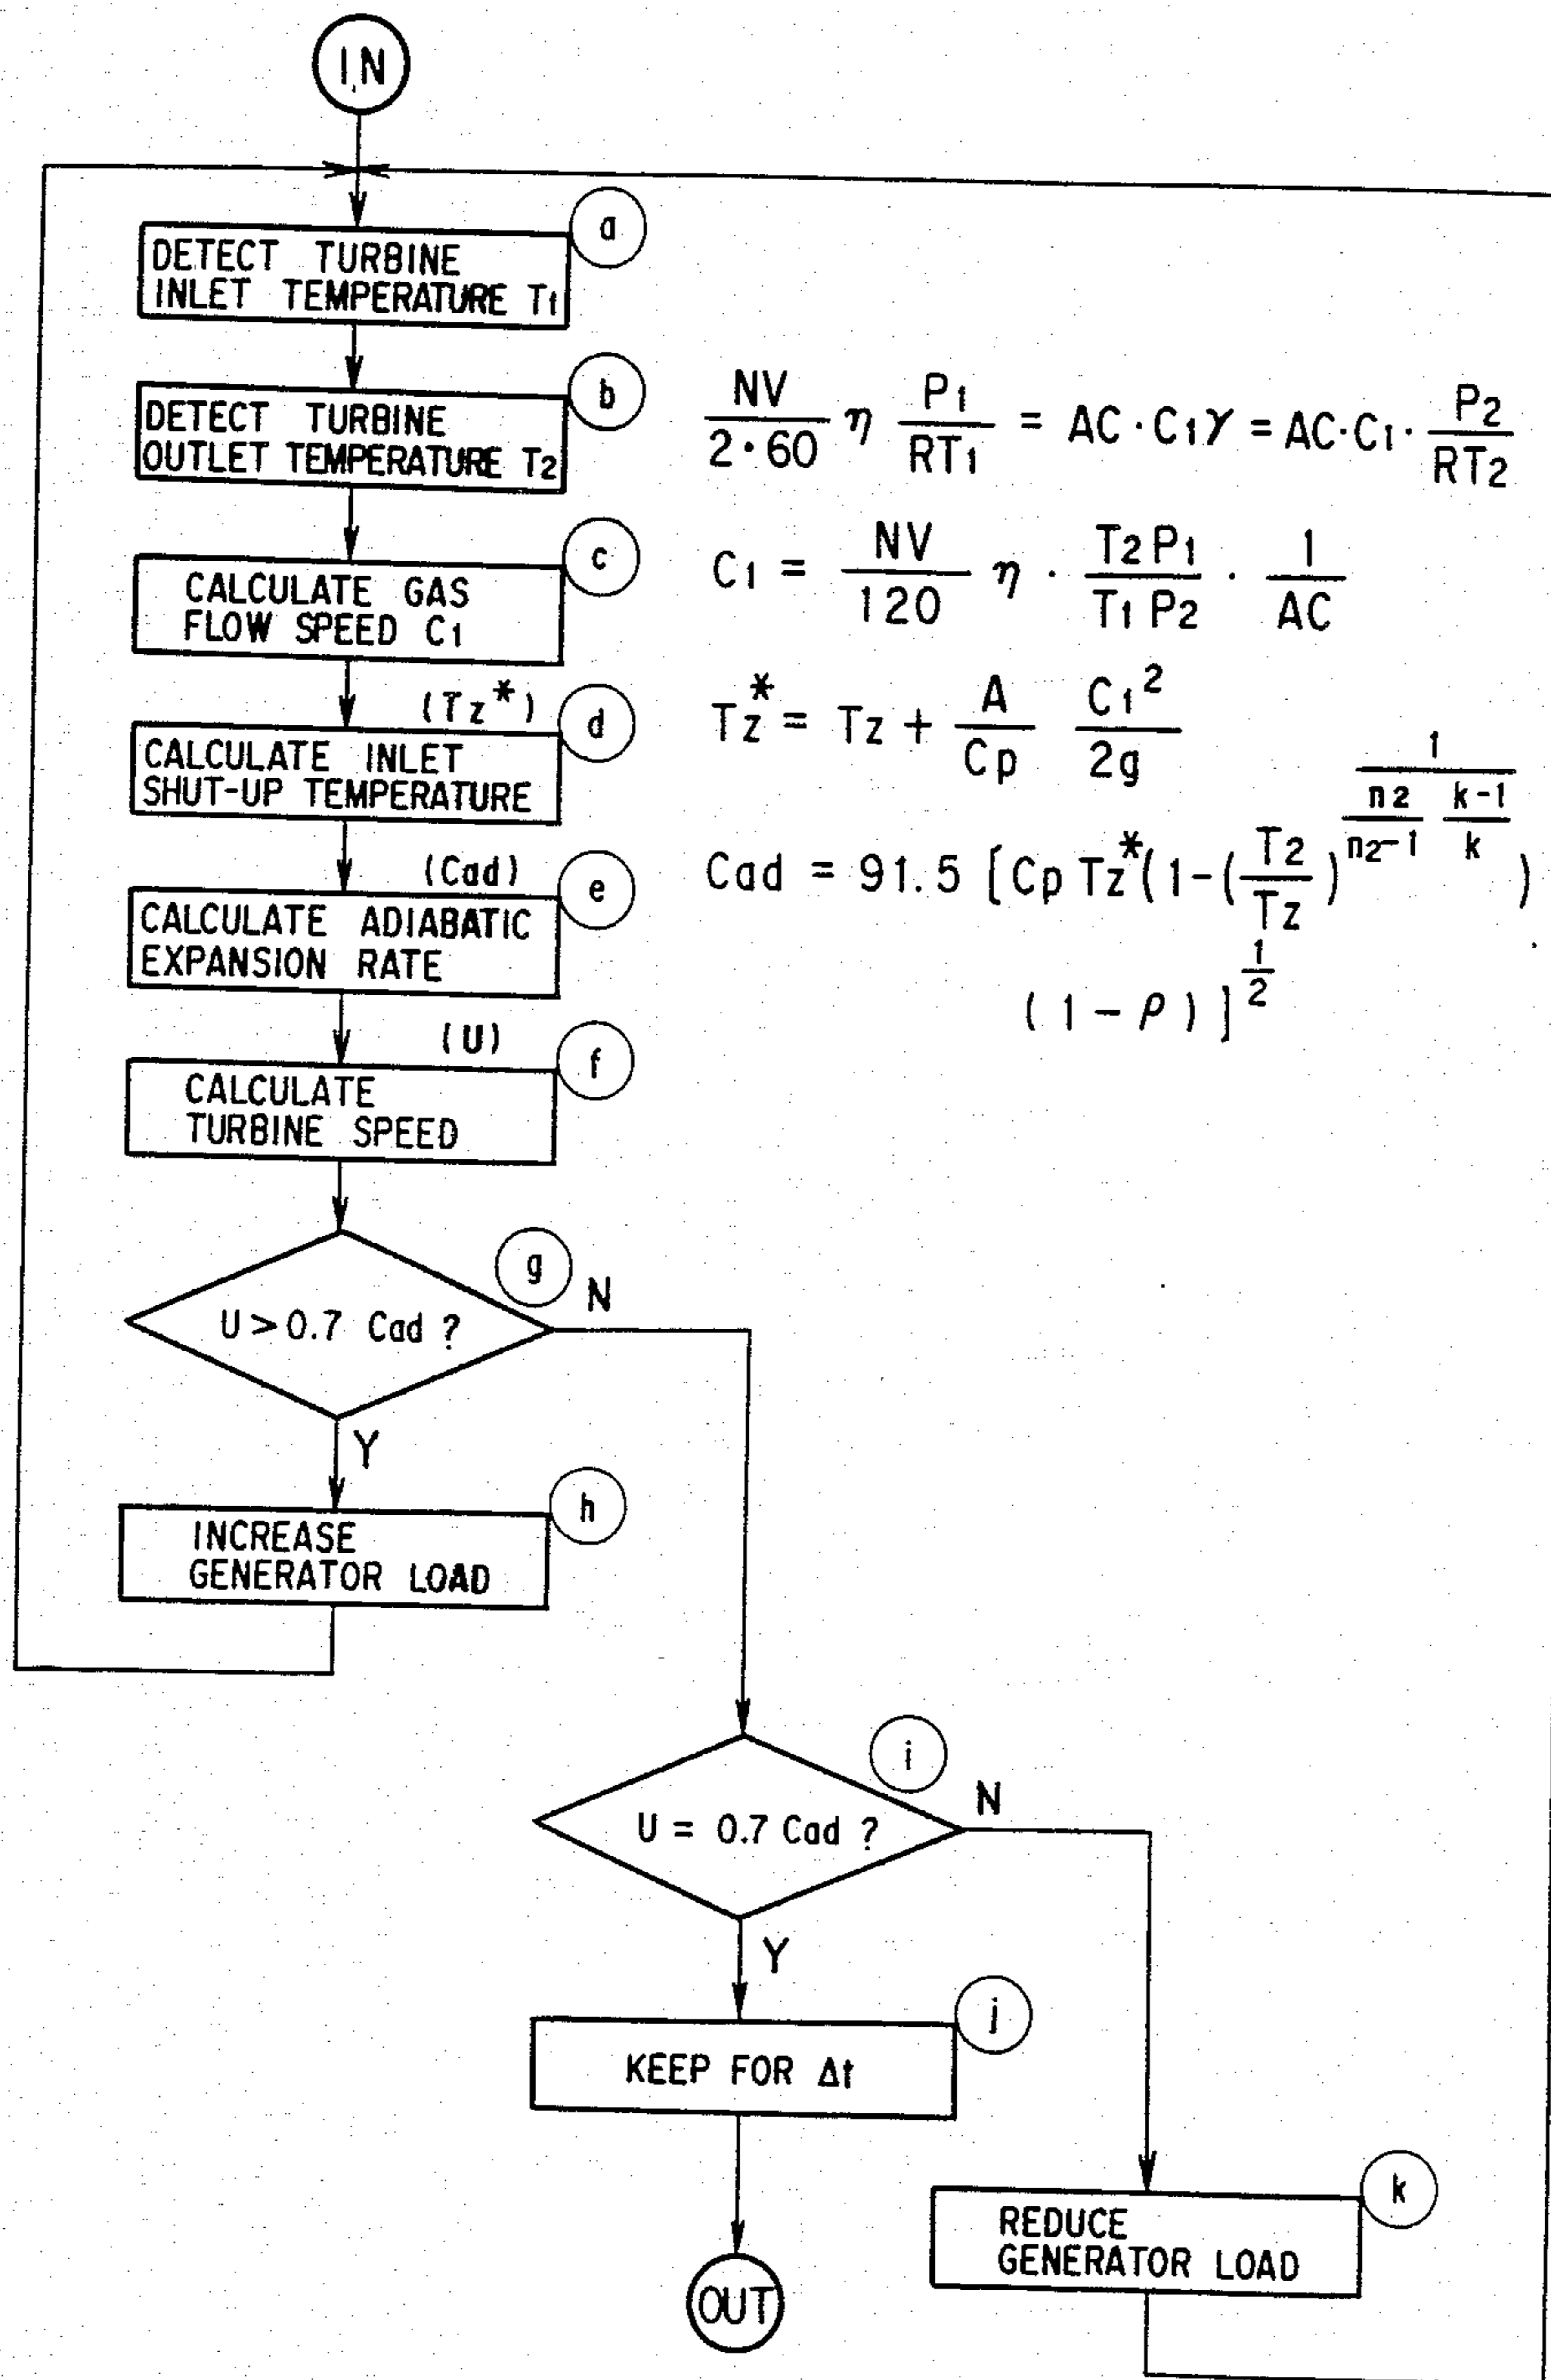 IN
a
DETECT TURBINE
INLET TEMPERATURE T1
b
DETECT TURBINE
OUTLET TEMPERATURE T2
NV/2·60 η P1/RT1 = AC·C1γ = AC·C1· P2/RT2
c
CALCULATE GAS
FLOW SPEED C1
C1 = NV/120 η · T2P1/T1P2 · 1/AC
(Tz*)
d
CALCULATE INLET
SHUT-UP TEMPERATURE
Tz* = Tz + A/Cp C1²/2g
(Cad)
e
CALCULATE ADIABATIC
EXPANSION RATE
Cad = 91.5 [Cp Tz*(1-(T2/Tz)^(1/(n2/n2-1 k-1/k)))
(1-ρ)]^1/2
(U)
f
CALCULATE
TURBINE SPEED
g
U > 0.7 Cad ?
N
Y
h
INCREASE
GENERATOR LOAD
i
U = 0.7 Cad ?
N
Y
j
KEEP FOR Δt
k
REDUCE
GENERATOR LOAD
OUT